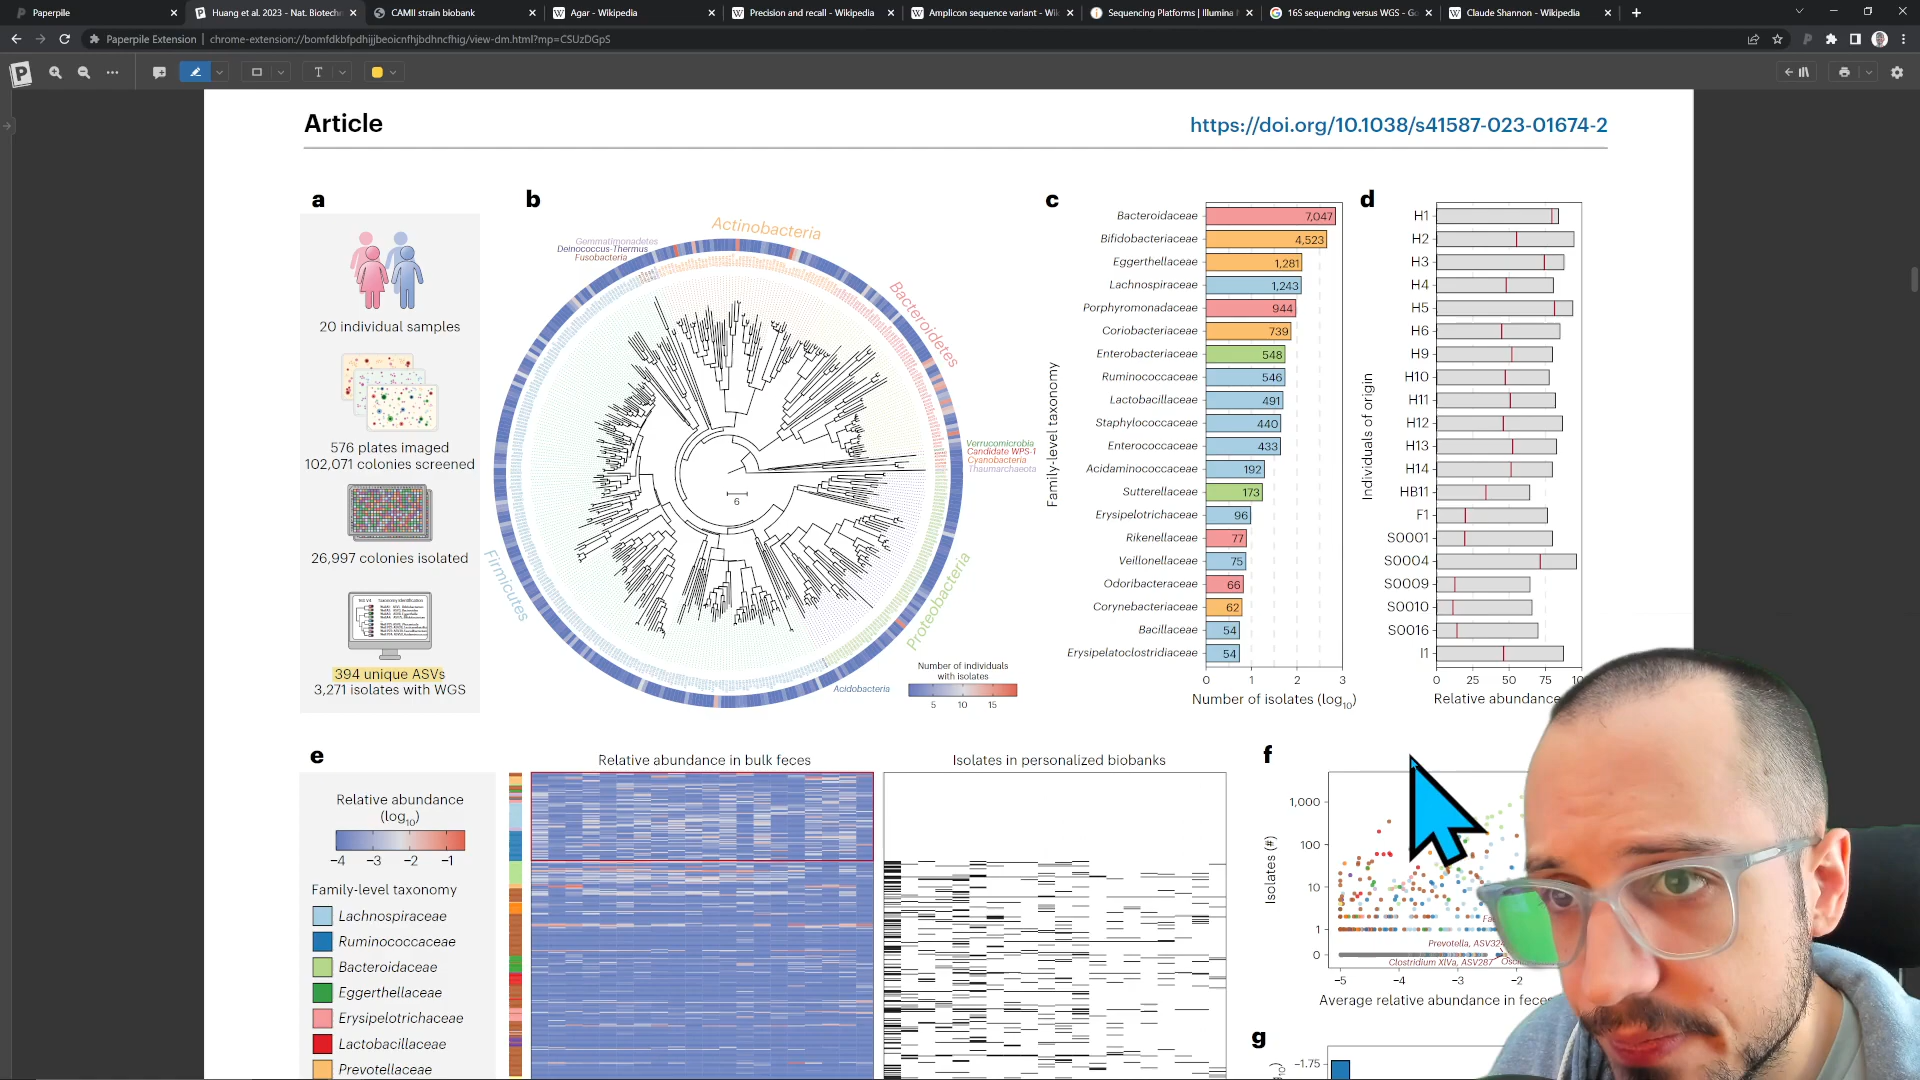 Paperpile
Huang et al. 2023 - Nat. Biotechn
CAMII strain biobank
Agar - Wikipedia
Precision and recall - Wikipedia
Amplicon sequence variant - Wik
Sequencing Platforms | Illumina N
16S sequencing versus WGS - Go
Claude Shannon - Wikipedia
Paperpile Extension
chrome-extension://bomfdkbfpdhijjbeoicnfhjbdhncfhig/view-dm.html?mp=CSUzDGpS
Article
https://doi.org/10.1038/s41587-023-01674-2
a
20 individual samples
576 plates imaged
102,071 colonies screened
26,997 colonies isolated
394 unique ASVs
3,271 isolates with WGS
b
Actinobacteria
Gemmatimonadetes
Deinococcus-Thermus
Fusobacteria
Bacteroidetes
Verrucomicrobia
Candidate WPS-1
Cyanobacteria
Thaumarchaeota
6
Firmicutes
Proteobacteria
Acidobacteria
Number of individuals
with isolates
5 10 15
c
Family-level taxonomy
Bacteroidaceae 7,047
Bifidobacteriaceae 4,523
Eggerthellaceae 1,281
Lachnospiraceae 1,243
Porphyromonadaceae 944
Coriobacteriaceae 739
Enterobacteriaceae 548
Ruminococcaceae 546
Lactobacillaceae 491
Staphylococcaceae 440
Enterococcaceae 433
Acidaminococcaceae 192
Sutterellaceae 173
Erysipelotrichaceae 96
Rikenellaceae 77
Veillonellaceae 75
Odoribacteraceae 66
Corynebacteriaceae 62
Bacillaceae 54
Erysipelatoclostridiaceae 54
0 1 2 3
Number of isolates (log10)
d
Individuals of origin
H1
H2
H3
H4
H5
H6
H9
H10
H11
H12
H13
H14
HB11
F1
S0001
S0004
S0009
S0010
S0016
I1
0 25 50 75 10
Relative abundance
e
Relative abundance
(log10)
−4 −3 −2 −1
Family-level taxonomy
Lachnospiraceae
Ruminococcaceae
Bacteroidaceae
Eggerthellaceae
Erysipelotrichaceae
Lactobacillaceae
Prevotellaceae
Relative abundance in bulk feces
Isolates in personalized biobanks
f
Isolates (#)
1,000
100
10
1
0
Prevotella, ASV324
Clostridium XIVa, ASV287
−5 −4 −3 −2
Average relative abundance in feces
g
−1.75